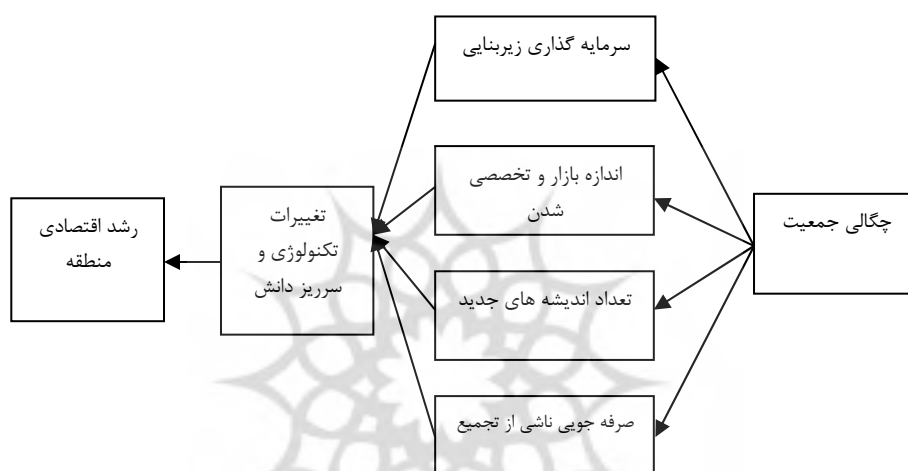 سرمایه گذاری زیربنایی
اندازه بازار و تخصصی
شدن
چگالی جمعیت
تغییرات
تکنولوژی و
سرریز دانش
رشد اقتصادی
منطقه
تعداد اندیشه های جدید
صرفه جویی ناشی از تجمیع